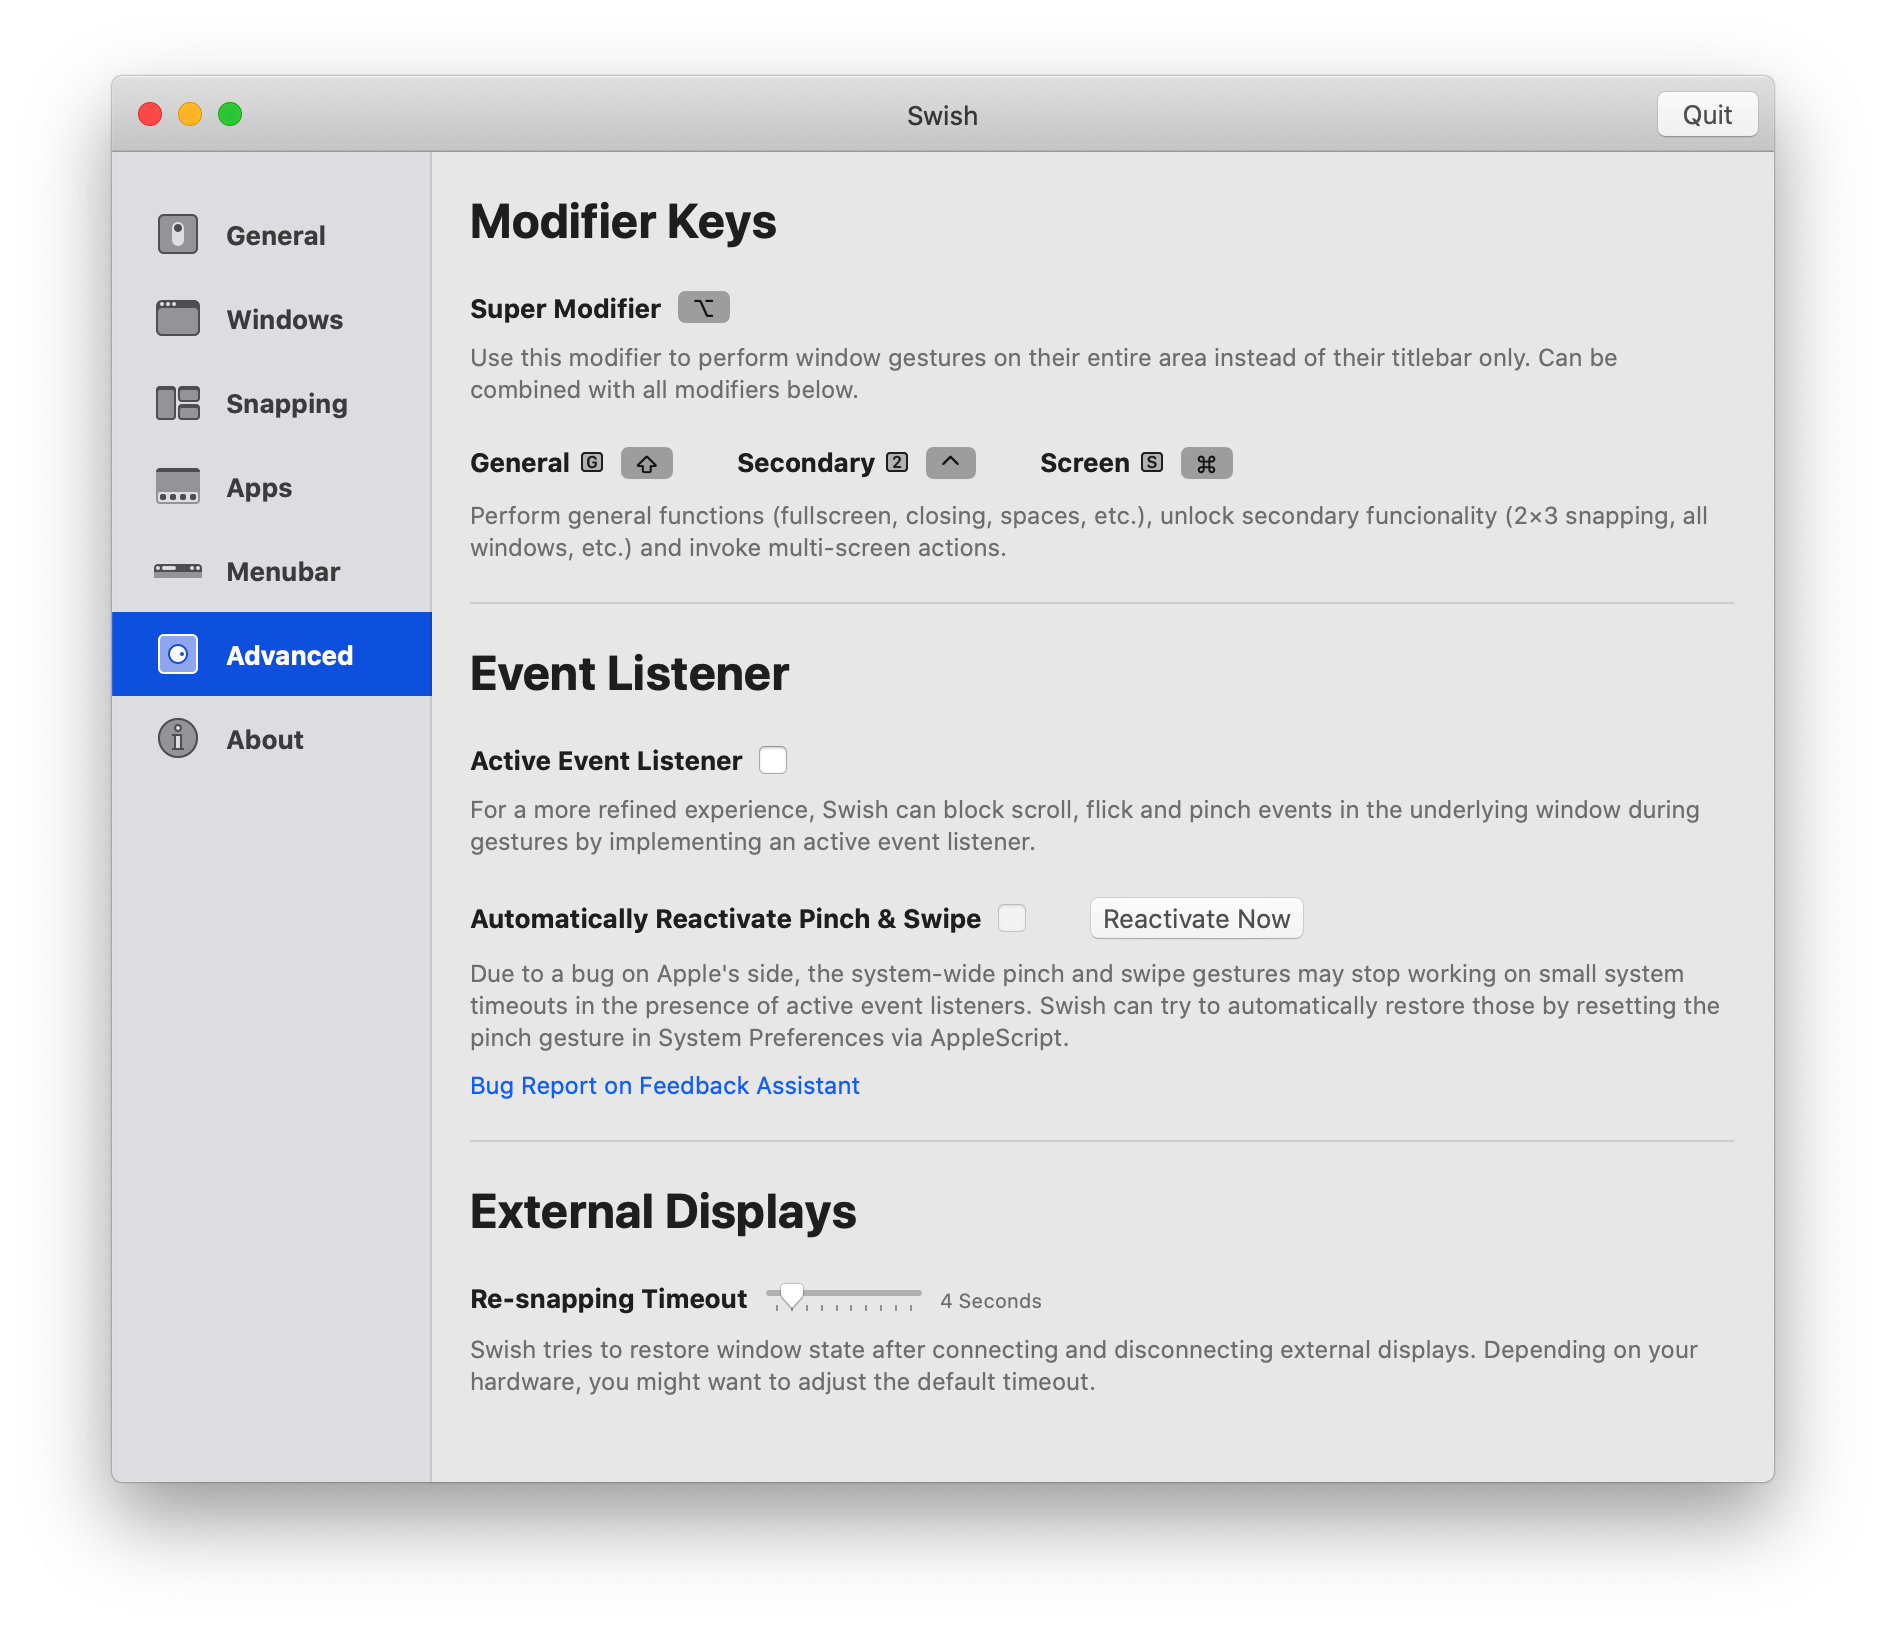 Swish
Quit
General
Windows
Snapping
Apps
Menubar
Advanced
About
Modifier Keys
Super Modifier ⌥
Use this modifier to perform window gestures on their entire area instead of their titlebar only. Can be
combined with all modifiers below.
General G ⇧ Secondary 2 ^ Screen S ⌘
Perform general functions (fullscreen, closing, spaces, etc.), unlock secondary funcionality (2×3 snapping, all
windows, etc.) and invoke multi-screen actions.
Event Listener
Active Event Listener
For a more refined experience, Swish can block scroll, flick and pinch events in the underlying window during
gestures by implementing an active event listener.
Automatically Reactivate Pinch & Swipe Reactivate Now
Due to a bug on Apple's side, the system-wide pinch and swipe gestures may stop working on small system
timeouts in the presence of active event listeners. Swish can try to automatically restore those by resetting the
pinch gesture in System Preferences via AppleScript.
Bug Report on Feedback Assistant
External Displays
Re-snapping Timeout 4 Seconds
Swish tries to restore window state after connecting and disconnecting external displays. Depending on your
hardware, you might want to adjust the default timeout.